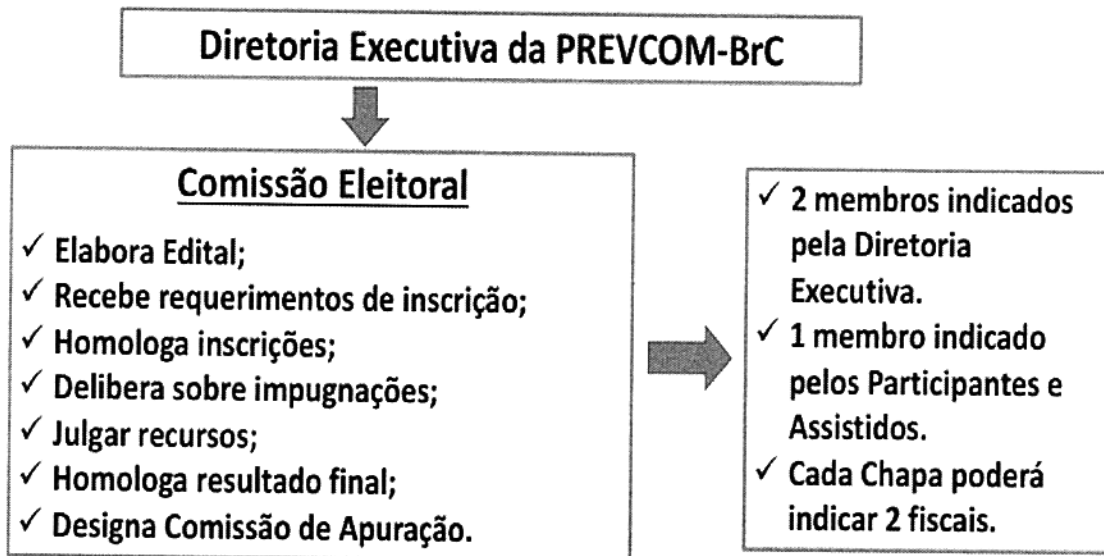 Diretoria Executiva da PREVCOM-BrC
Comissão Eleitoral
✓ Elabora Edital;
✓ Recebe requerimentos de inscrição;
✓ Homologa inscrições;
✓ Delibera sobre impugnações;
✓ Julgar recursos;
✓ Homologa resultado final;
✓ Designa Comissão de Apuração.
✓ 2 membros indicados
pela Diretoria
Executiva.
✓ 1 membro indicado
pelos Participantes e
Assistidos.
✓ Cada Chapa poderá
indicar 2 fiscais.